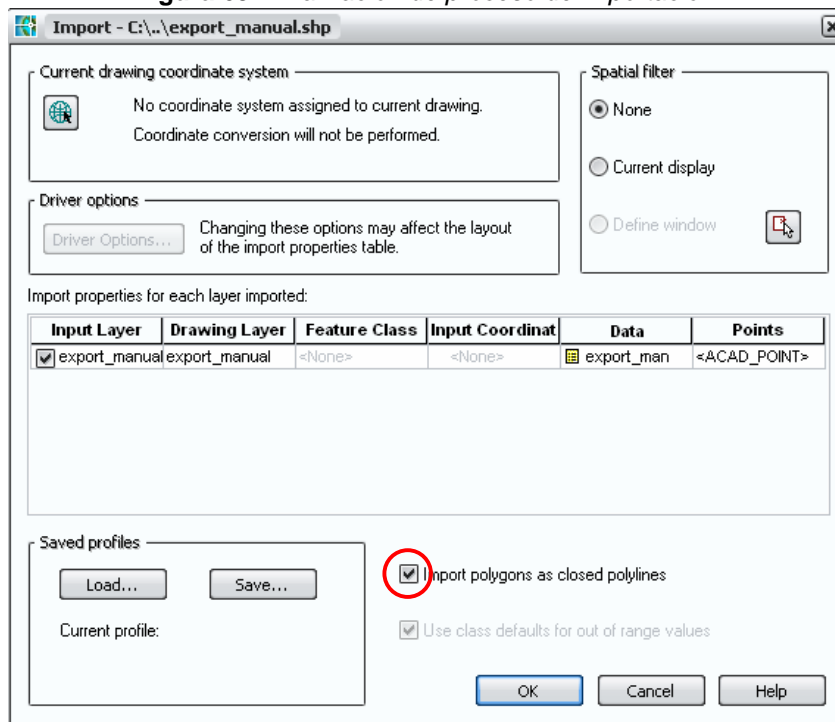 Import - C:\..\export_manual.shp
Current drawing coordinate system
No coordinate system assigned to current drawing.
Coordinate conversion will not be performed.
Spatial filter
None
Current display
Define window
Driver options
Driver Options...
Changing these options may affect the layout
of the import properties table.
Import properties for each layer imported:
Input Layer Drawing Layer Feature Class Input Coordinat Data Points
export_manual export_manual <None> <None> export_man <ACAD_POINT>
Saved profiles
Load... Save...
Current profile:
Import polygons as closed polylines
Use class defaults for out of range values
OK Cancel Help